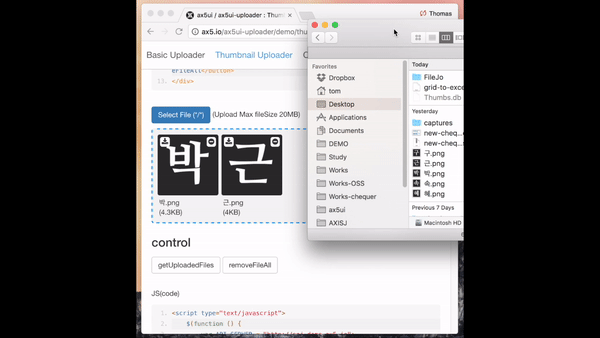 ax5ui / ax5ui-uploader : Thum
Thomas
ax5.io/ax5ui-uploader/demo/thu
Basic Uploader
Thumbnail Uploader
13. </div>
Select File ("/")
(Upload Max fileSize 20MB)
박
근
박.png
근.png
(4.3KB)
(4KB)
control
getUploadedFiles
removeFileAll
JS(code)
1. <script type="text/javascript">
2. $(function () {
Favorites
Dropbox
tom
Desktop
Applications
Documents
DEMO
Study
Works
Works-OSS
Works-chequer
ax5ui
AXISJ
Today
FileJo
grid-to-exce
Thumbs.db
Yesterday
captures
new-cheq
new-cheq
구.png
근.png
박.png
속.png
혜.png
Previous 7 Days
Macintosh HD